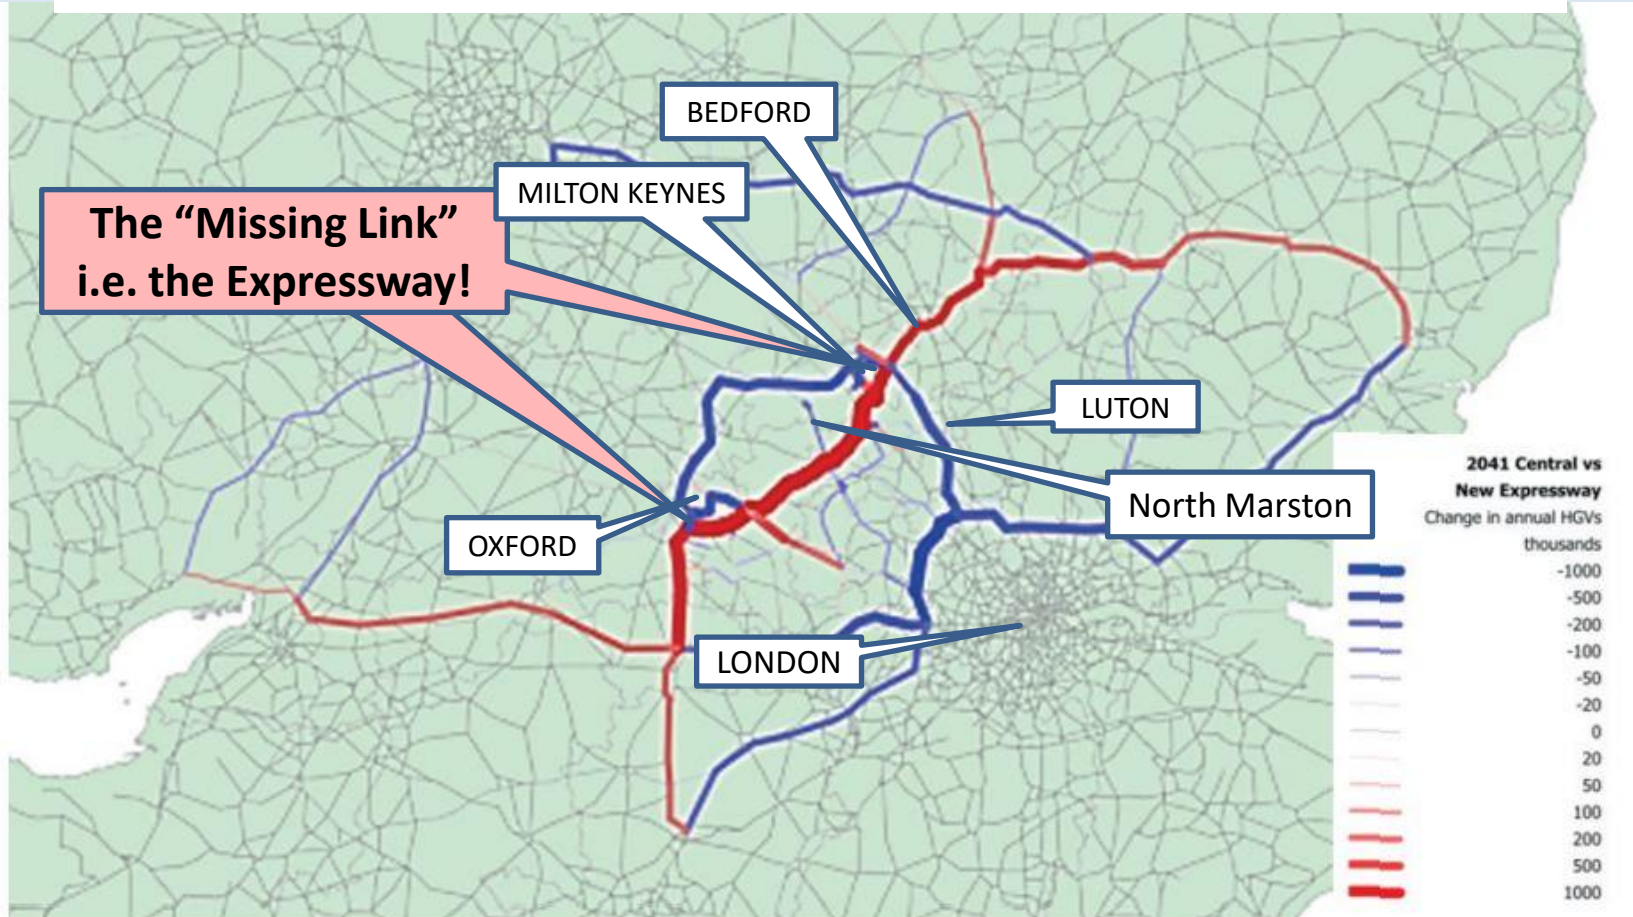 BEDFORD
MILTON KEYNES
The “Missing Link”
i.e. the Expressway!
LUTON
North Marston
OXFORD
LONDON
2041 Central vs
New Expressway
Change in annual HGVs
thousands
-1000
-500
-200
-100
-50
-20
0
20
50
100
200
500
1000